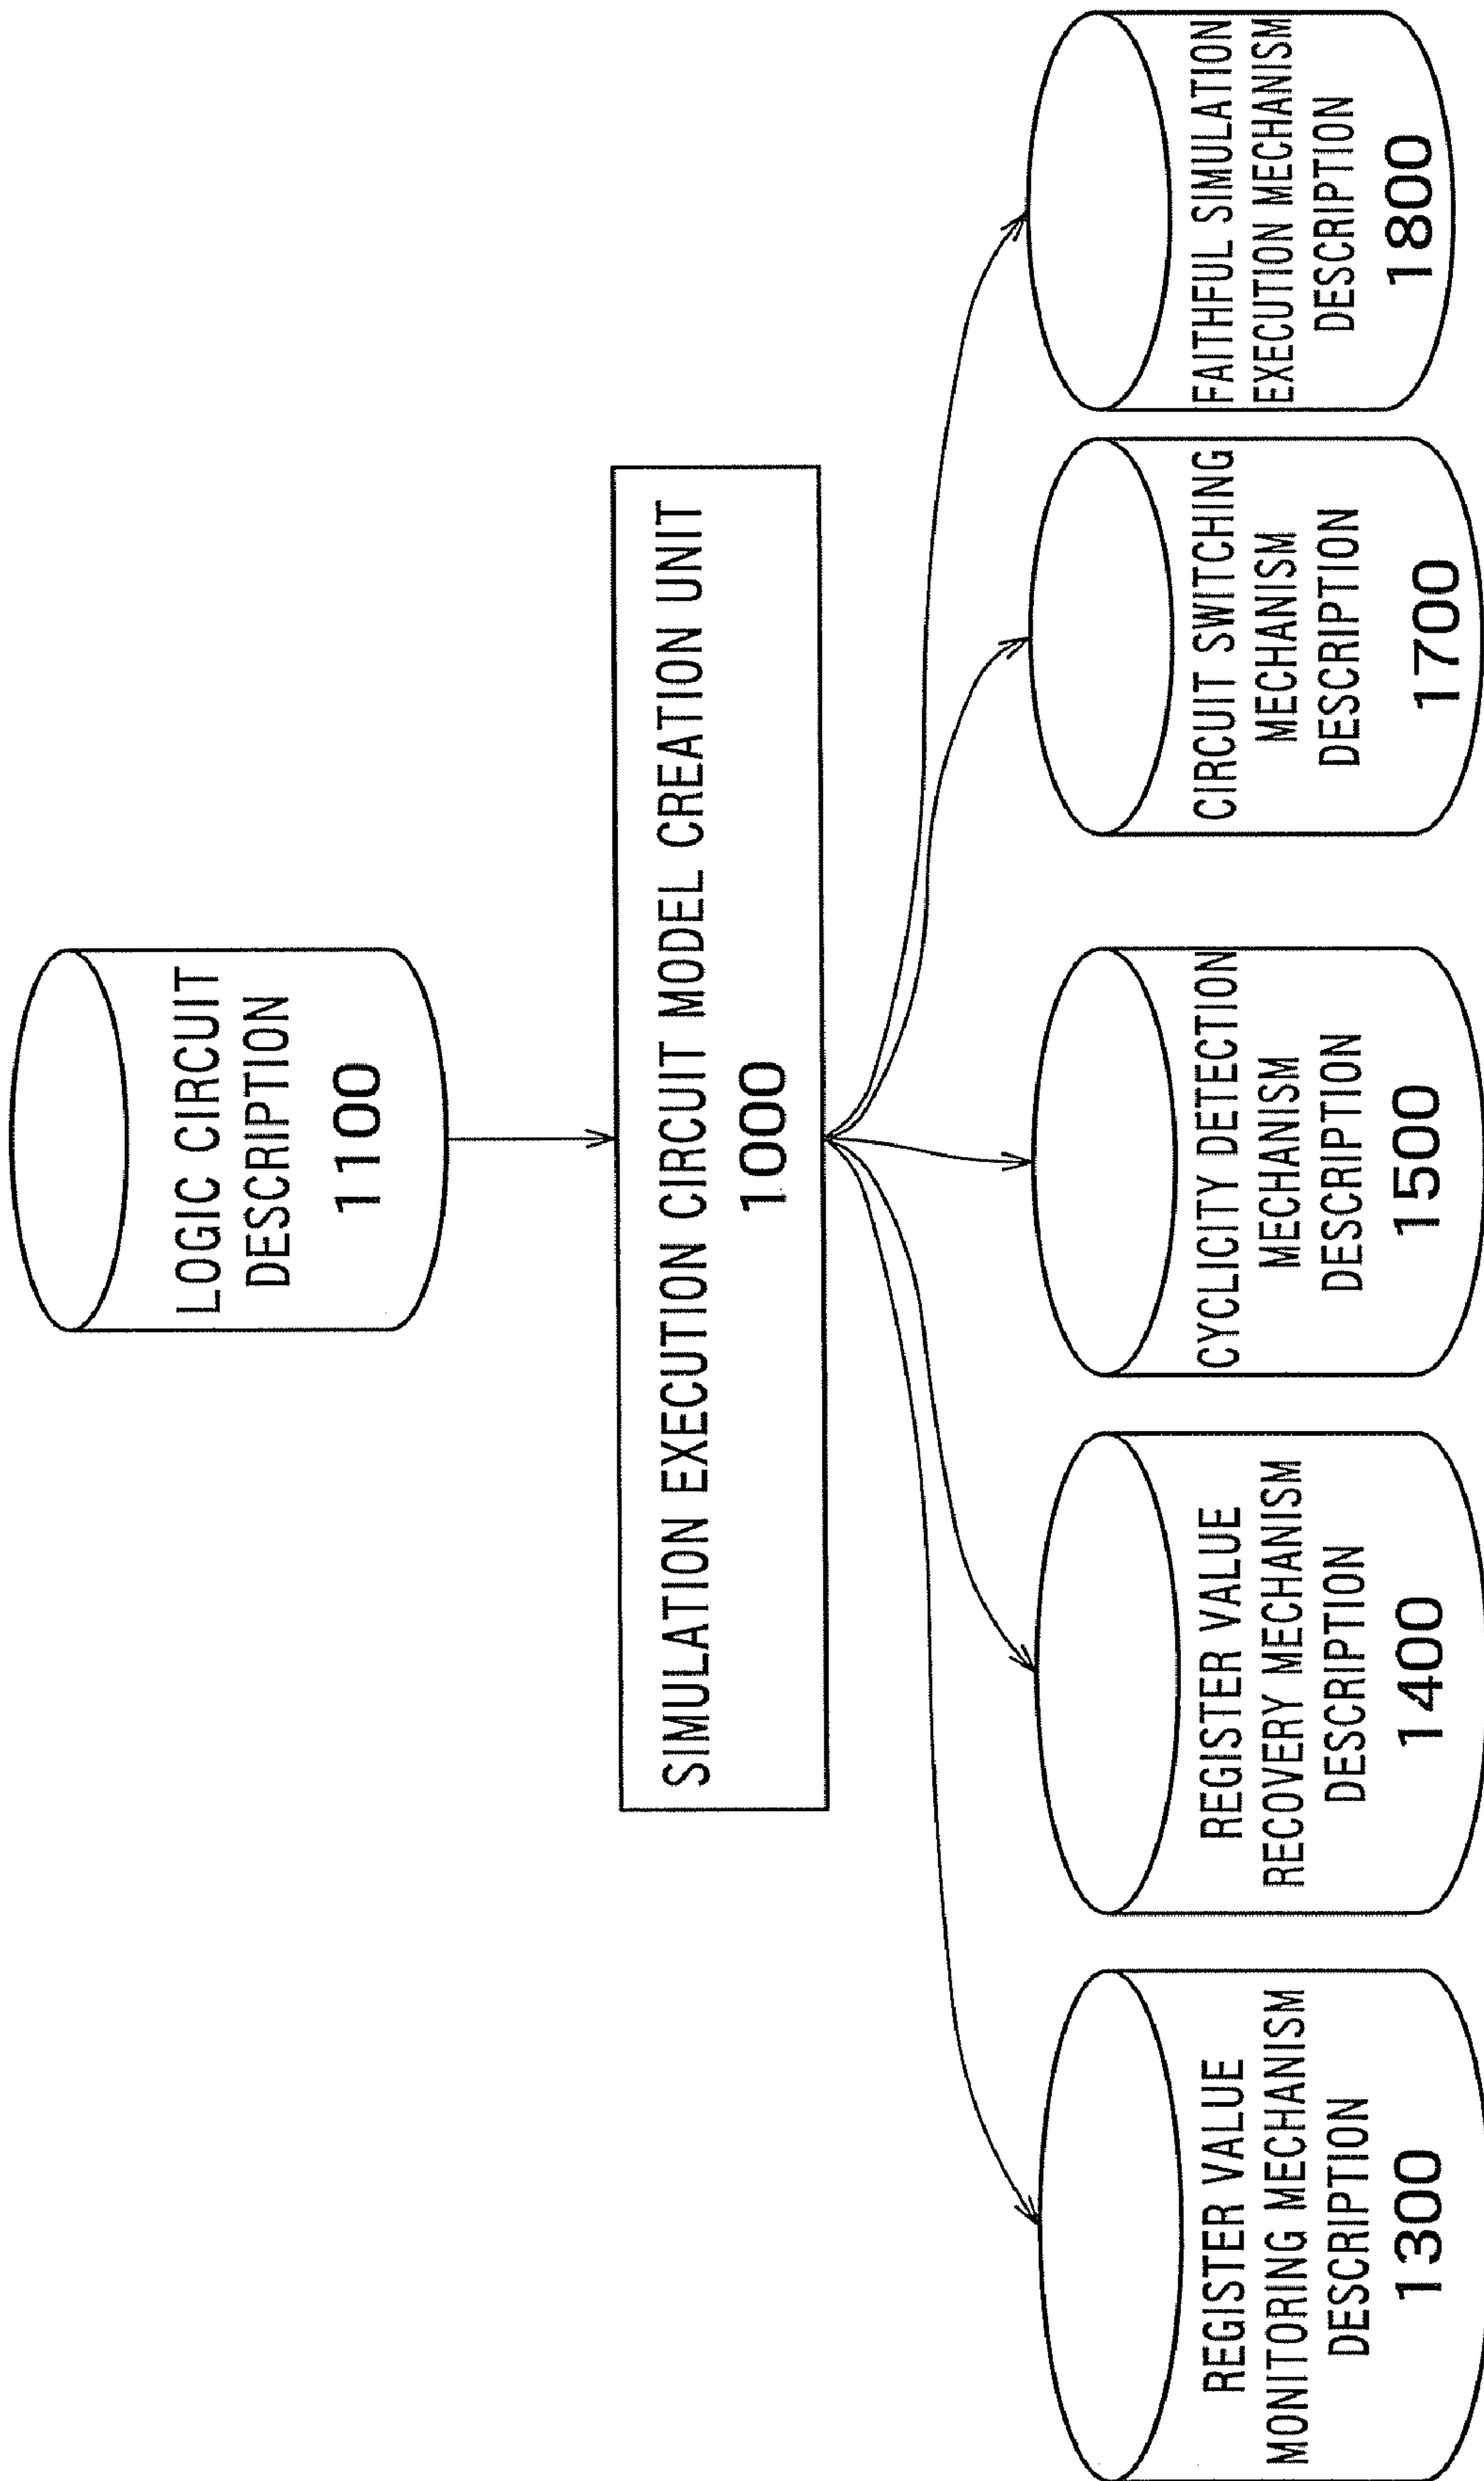 LOGIC CIRCUIT
DESCRIPTION
1100
SIMULATION EXECUTION CIRCUIT MODEL CREATION UNIT
1000
REGISTER VALUE
MONITORING MECHANISM
DESCRIPTION
1300
REGISTER VALUE
RECOVERY MECHANISM
DESCRIPTION
1400
CYCLICITY DETECTION
MECHANISM
DESCRIPTION
1500
CIRCUIT SWITCHING
MECHANISM
DESCRIPTION
1700
FAITHFUL SIMULATION
EXECUTION MECHANISM
DESCRIPTION
1800